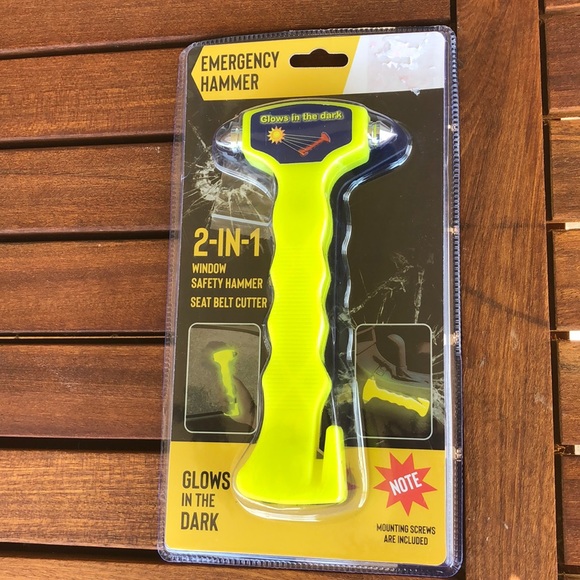 EMERGENCY
HAMMER
Glows in the dark
2-IN-1
WINDOW
SAFETY HAMMER
SEAT BELT CUTTER
GLOWS
IN THE
DARK
NOTE
MOUNTING SCREWS
ARE INCLUDED